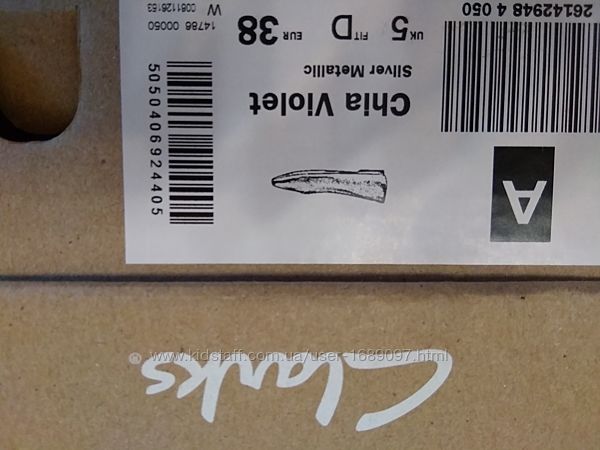 Clarks
www.kidstaff.com.ua/user-1689097.html
A
Chia Violet
Silver Metallic
UK 5 FIT D EUR 38
26142948 4 050
5050406924405
14786 00050
W